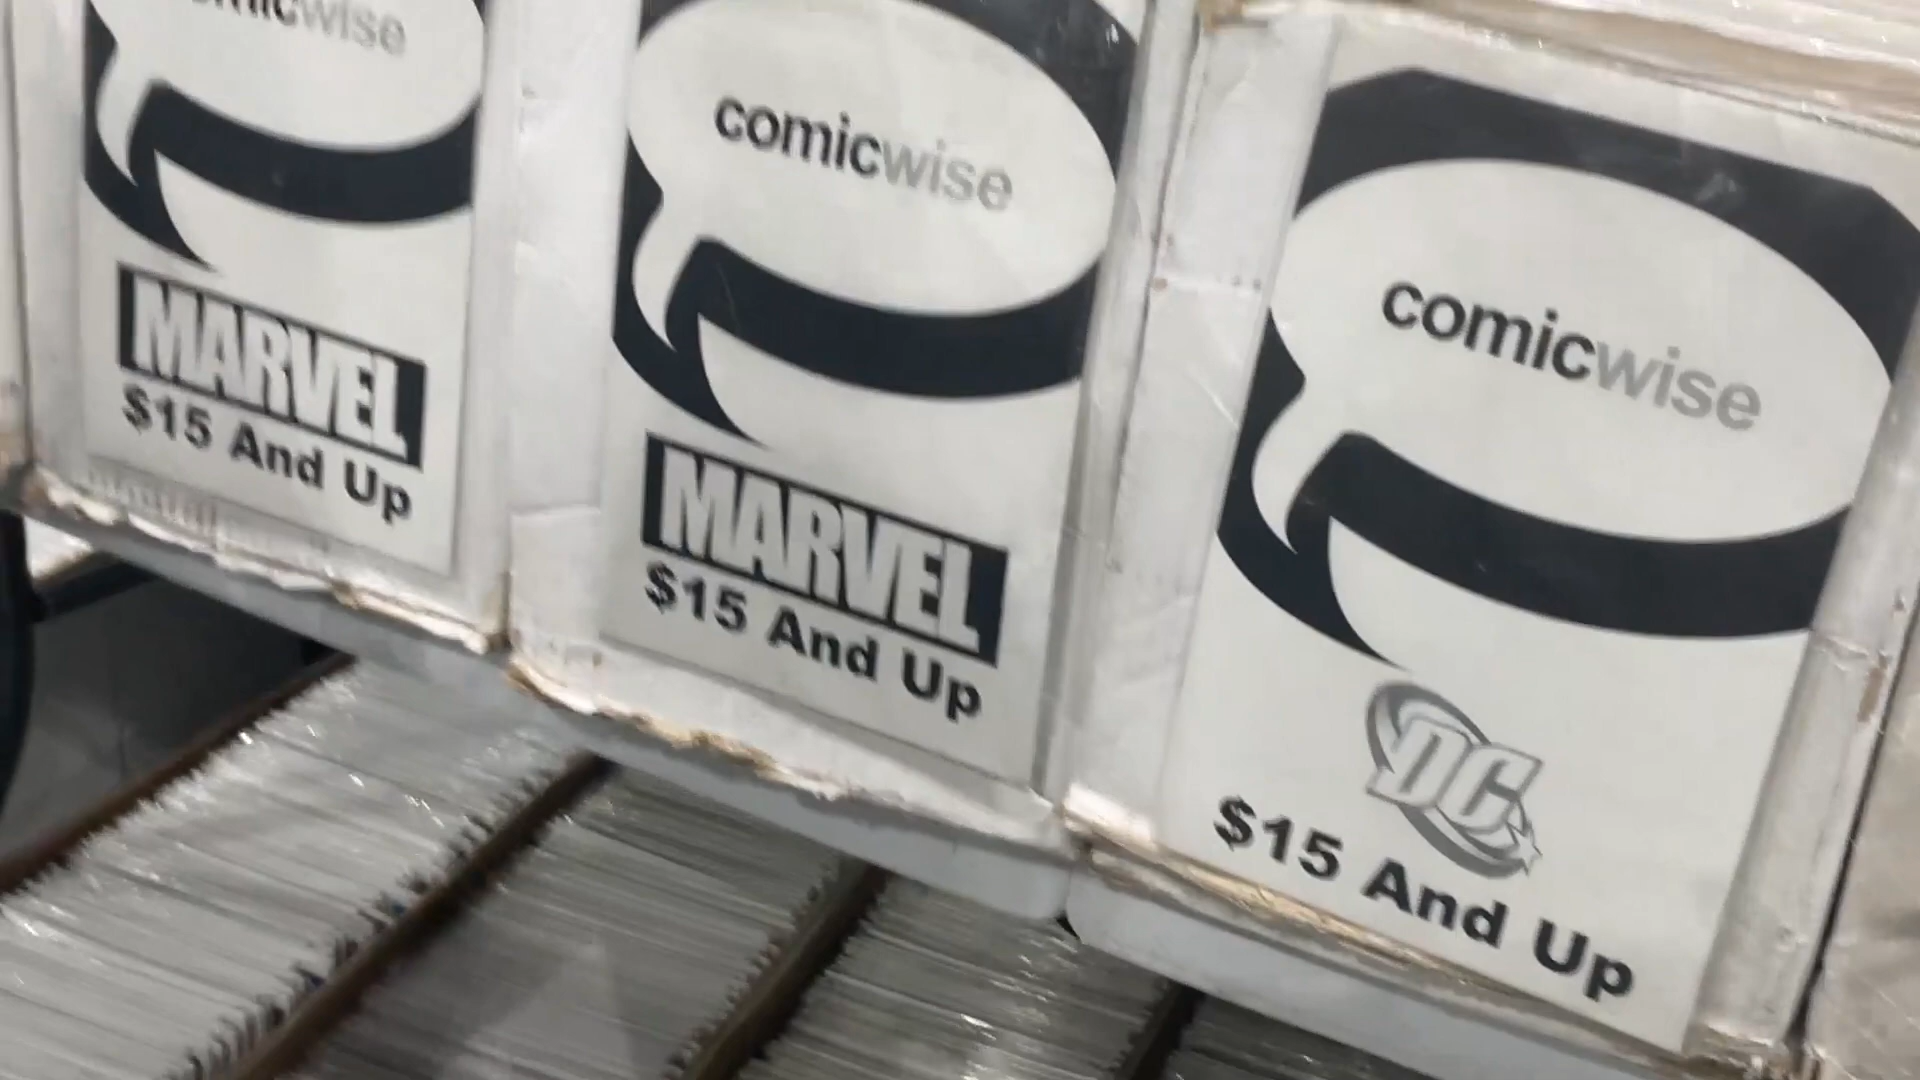 comicwise
MARVEL
$15 And Up
comicwise
MARVEL
$15 And Up
comicwise
DC
$15 And Up